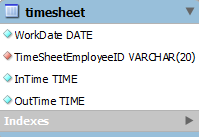 timesheet
WorkDate DATE
TimeSheetEmployeeID VARCHAR(20)
InTime TIME
OutTime TIME
Indexes